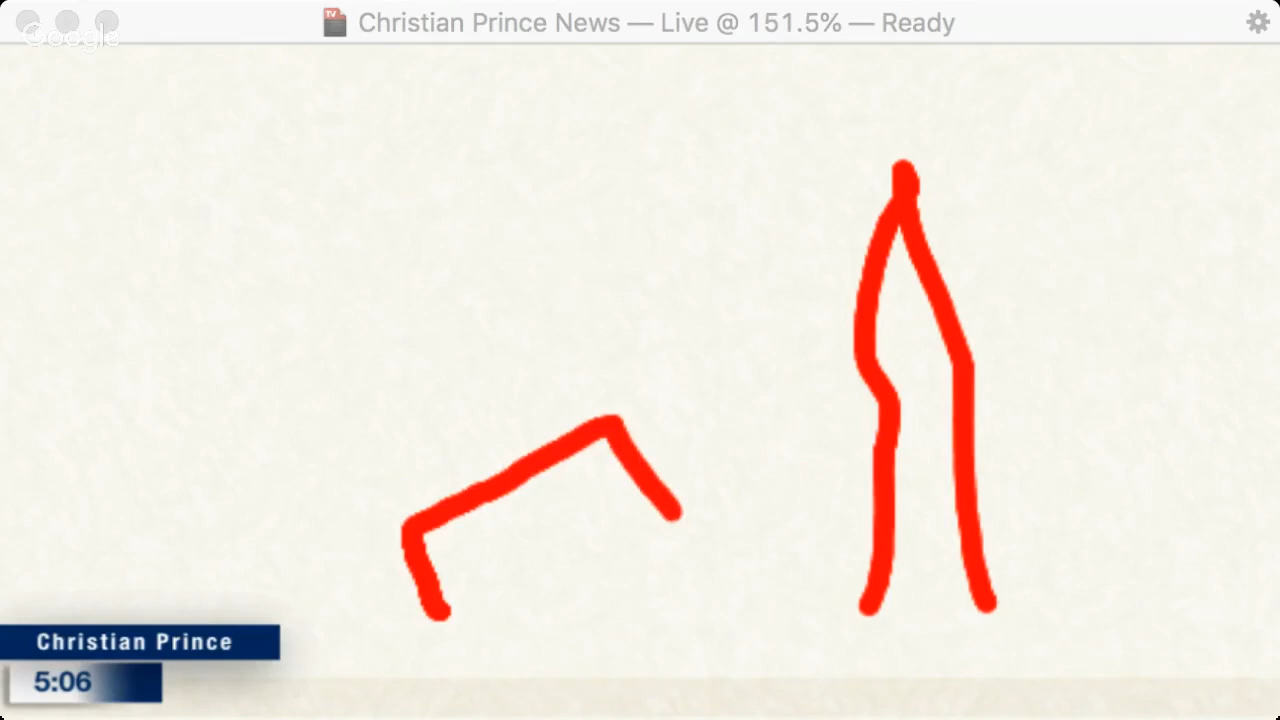 Christian Prince News — Live @ 151.5% — Ready
Google
Christian Prince
5:06